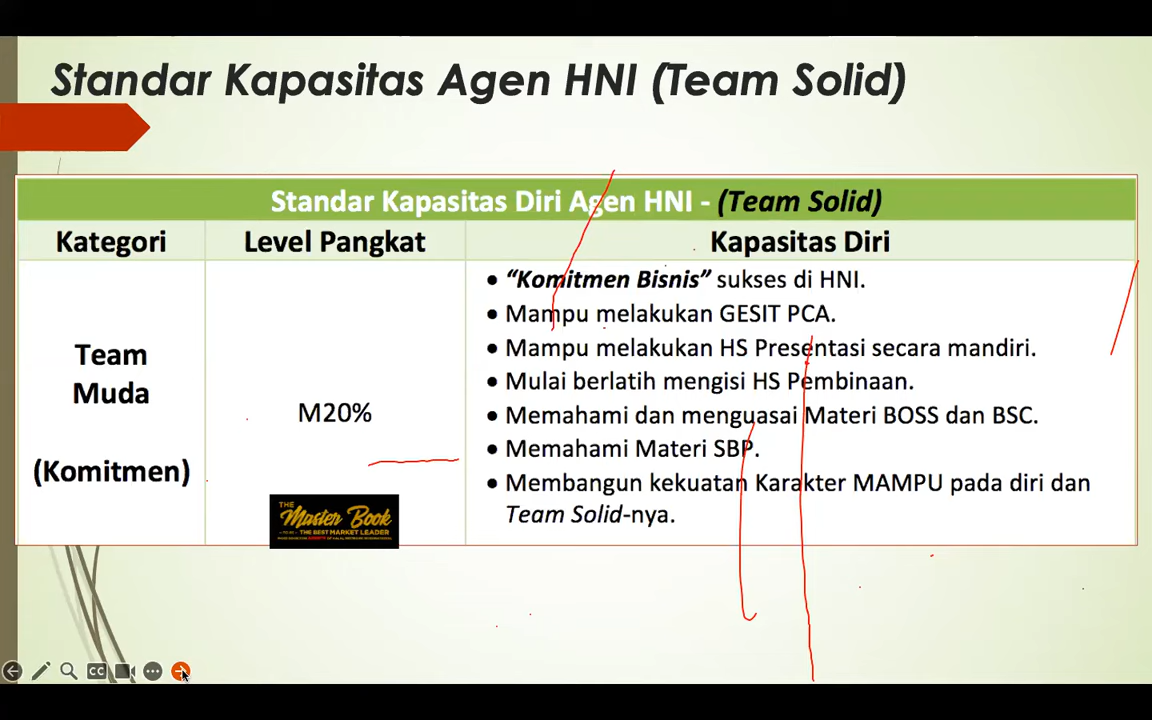 Standar Kapasitas Agen HNI (Team Solid)
Standar Kapasitas Diri Agen HNI - (Team Solid)
Kategori Level Pangkat Kapasitas Diri
Team
Muda
(Komitmen)
M20%
THE
Master Book
TO BE THE BEST MARKET LEADER
• “Komitmen Bisnis” sukses di HNI.
• Mampu melakukan GESIT PCA.
• Mampu melakukan HS Presentasi secara mandiri.
• Mulai berlatih mengisi HS Pembinaan.
• Memahami dan menguasai Materi BOSS dan BSC.
• Memahami Materi SBP.
• Membangun kekuatan Karakter MAMPU pada diri dan
Team Solid-nya.
CC